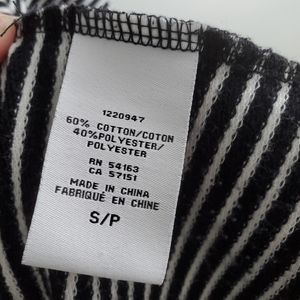 1220947
60% COTTON/COTON
40%POLYESTER/
POLYESTER
RN 54163
CA 57151
MADE IN CHINA
FABRIQUÉ EN CHINE
S/P